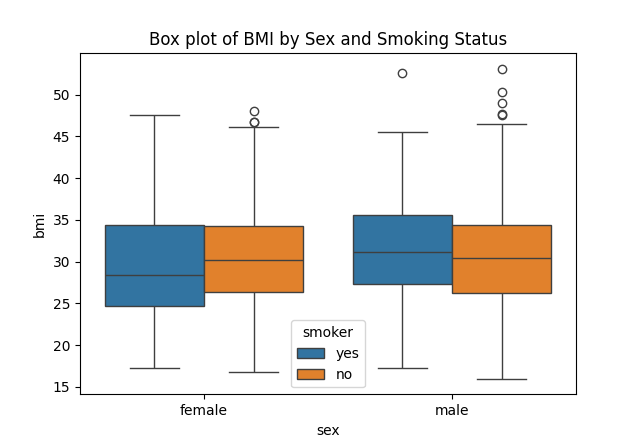 Box plot of BMI by Sex and Smoking Status
bmi
50
45
40
35
30
25
20
15
smoker
yes
no
female male
sex